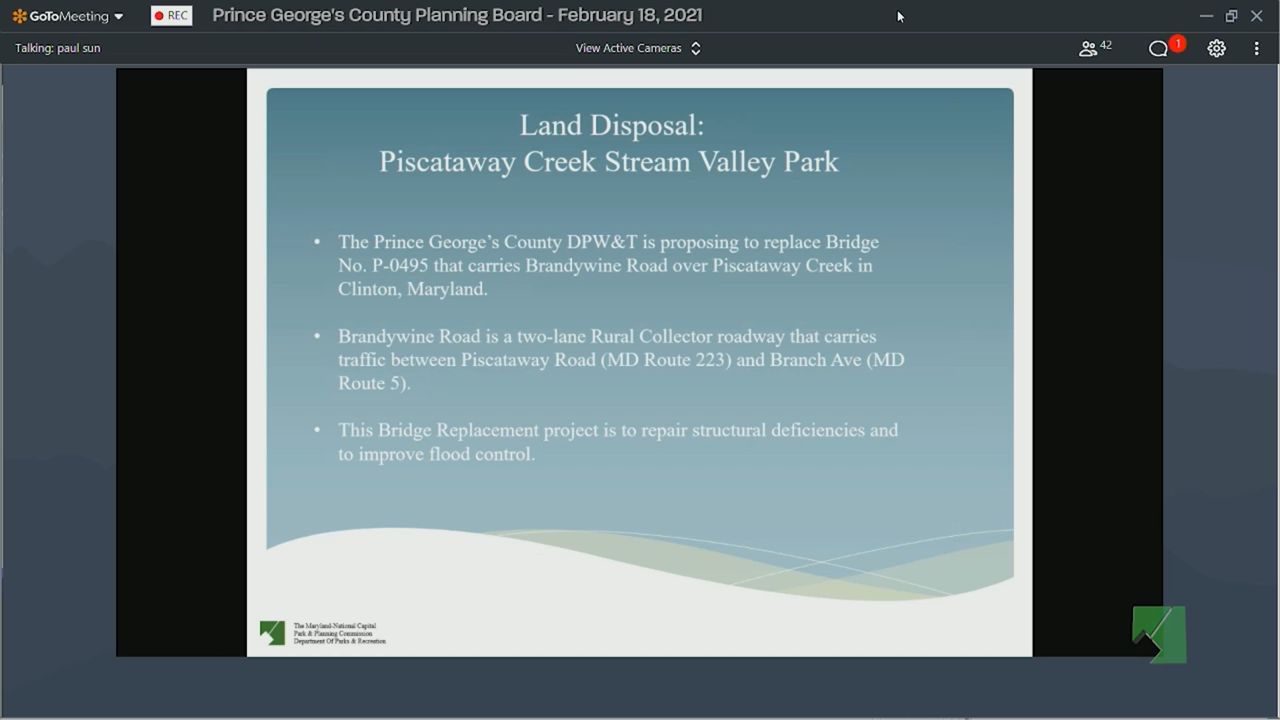 GoToMeeting
REC
Prince George's County Planning Board - February 18, 2021
Talking: paul sun
View Active Cameras
42
1
Land Disposal:
Piscataway Creek Stream Valley Park
• The Prince George's County DPW&T is proposing to replace Bridge
No. P-0495 that carries Brandywine Road over Piscataway Creek in
Clinton, Maryland.
• Brandywine Road is a two-lane Rural Collector roadway that carries
traffic between Piscataway Road (MD Route 223) and Branch Ave (MD
Route 5).
• This Bridge Replacement project is to repair structural deficiencies and
to improve flood control.
The Maryland-National Capital
Park & Planning Commission
Department Of Parks & Recreation